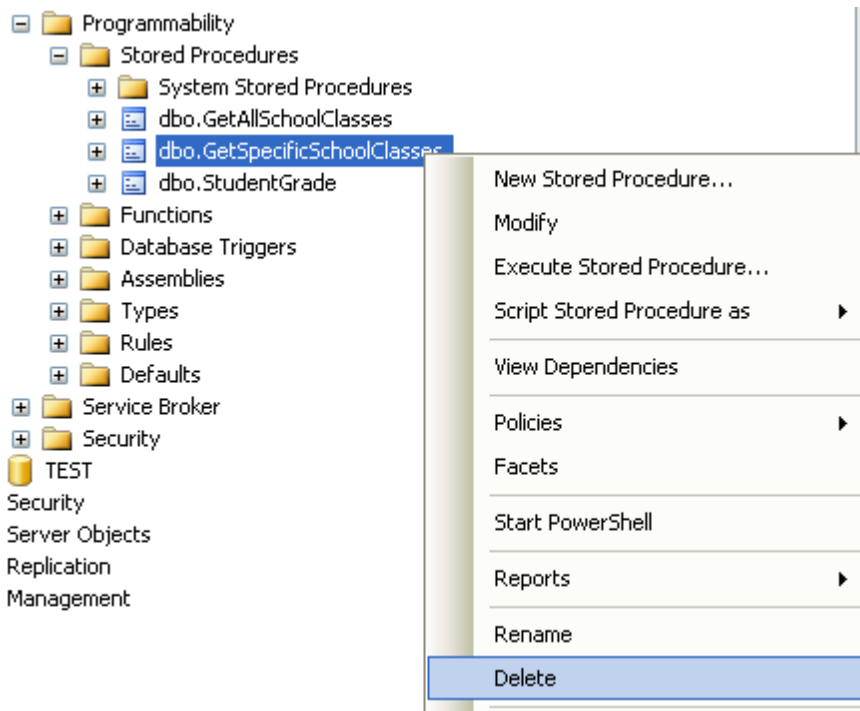 Programmability
Stored Procedures
System Stored Procedures
dbo.GetAllSchoolClasses
dbo.GetSpecificSchoolClasses
dbo.StudentGrade
Functions
Database Triggers
Assemblies
Types
Rules
Defaults
Service Broker
Security
TEST
Security
Server Objects
Replication
Management
New Stored Procedure...
Modify
Execute Stored Procedure...
Script Stored Procedure as
View Dependencies
Policies
Facets
Start PowerShell
Reports
Rename
Delete